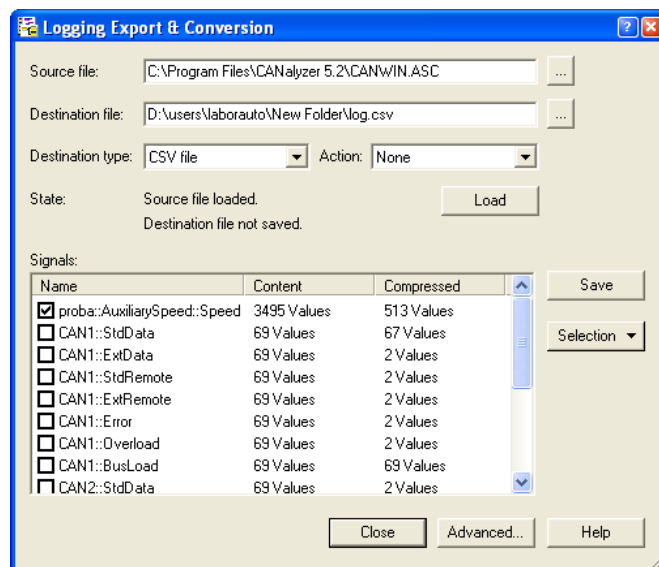 Logging Export & Conversion
Source file: C:\Program Files\CANalyzer 5.2\CANWIN.ASC ...
Destination file: D:\users\laborauto\New Folder\log.csv ...
Destination type: CSV file Action: None
State: Source file loaded. Load
Destination file not saved.
Signals:
Name Content Compressed Save
proba::AuxiliarySpeed::Speed 3495 Values 513 Values
CAN1::StdData 69 Values 67 Values Selection
CAN1::ExtData 69 Values 2 Values
CAN1::StdRemote 69 Values 2 Values
CAN1::ExtRemote 69 Values 2 Values
CAN1::Error 69 Values 2 Values
CAN1::Overload 69 Values 2 Values
CAN1::BusLoad 69 Values 69 Values
CAN2::StdData 69 Values 2 Values
Close Advanced... Help